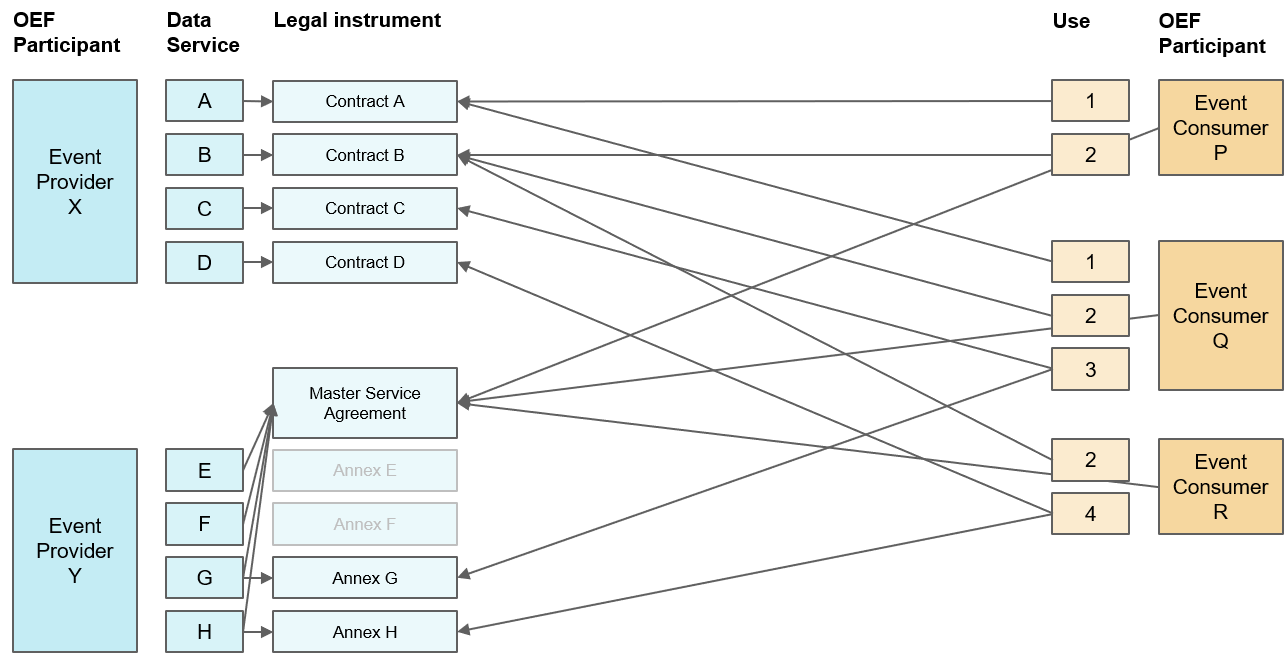 OEF
Participant
Data
Service
Legal instrument
Use
OEF
Participant
Event
Provider
X
A
B
C
D
Contract A
Contract B
Contract C
Contract D
1
2
Event
Consumer
P
1
2
3
Event
Consumer
Q
Master Service
Agreement
Event
Provider
Y
E
F
G
H
Annex E
Annex F
Annex G
Annex H
2
4
Event
Consumer
R